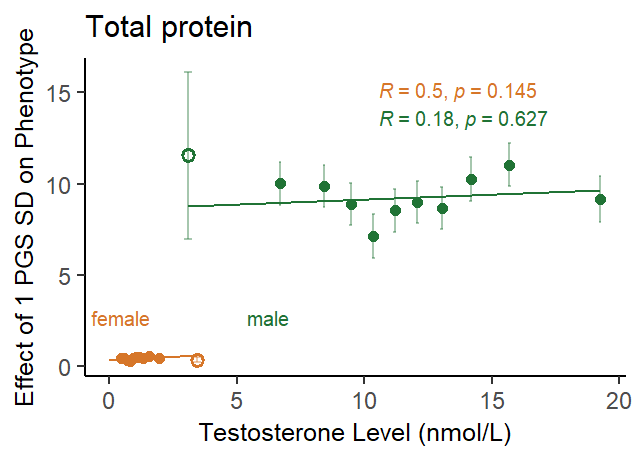 Total protein
Effect of 1 PGS SD on Phenotype
15
10
5
0
R = 0.5, p = 0.145
R = 0.18, p = 0.627
female
male
0 5 10 15 20
Testosterone Level (nmol/L)